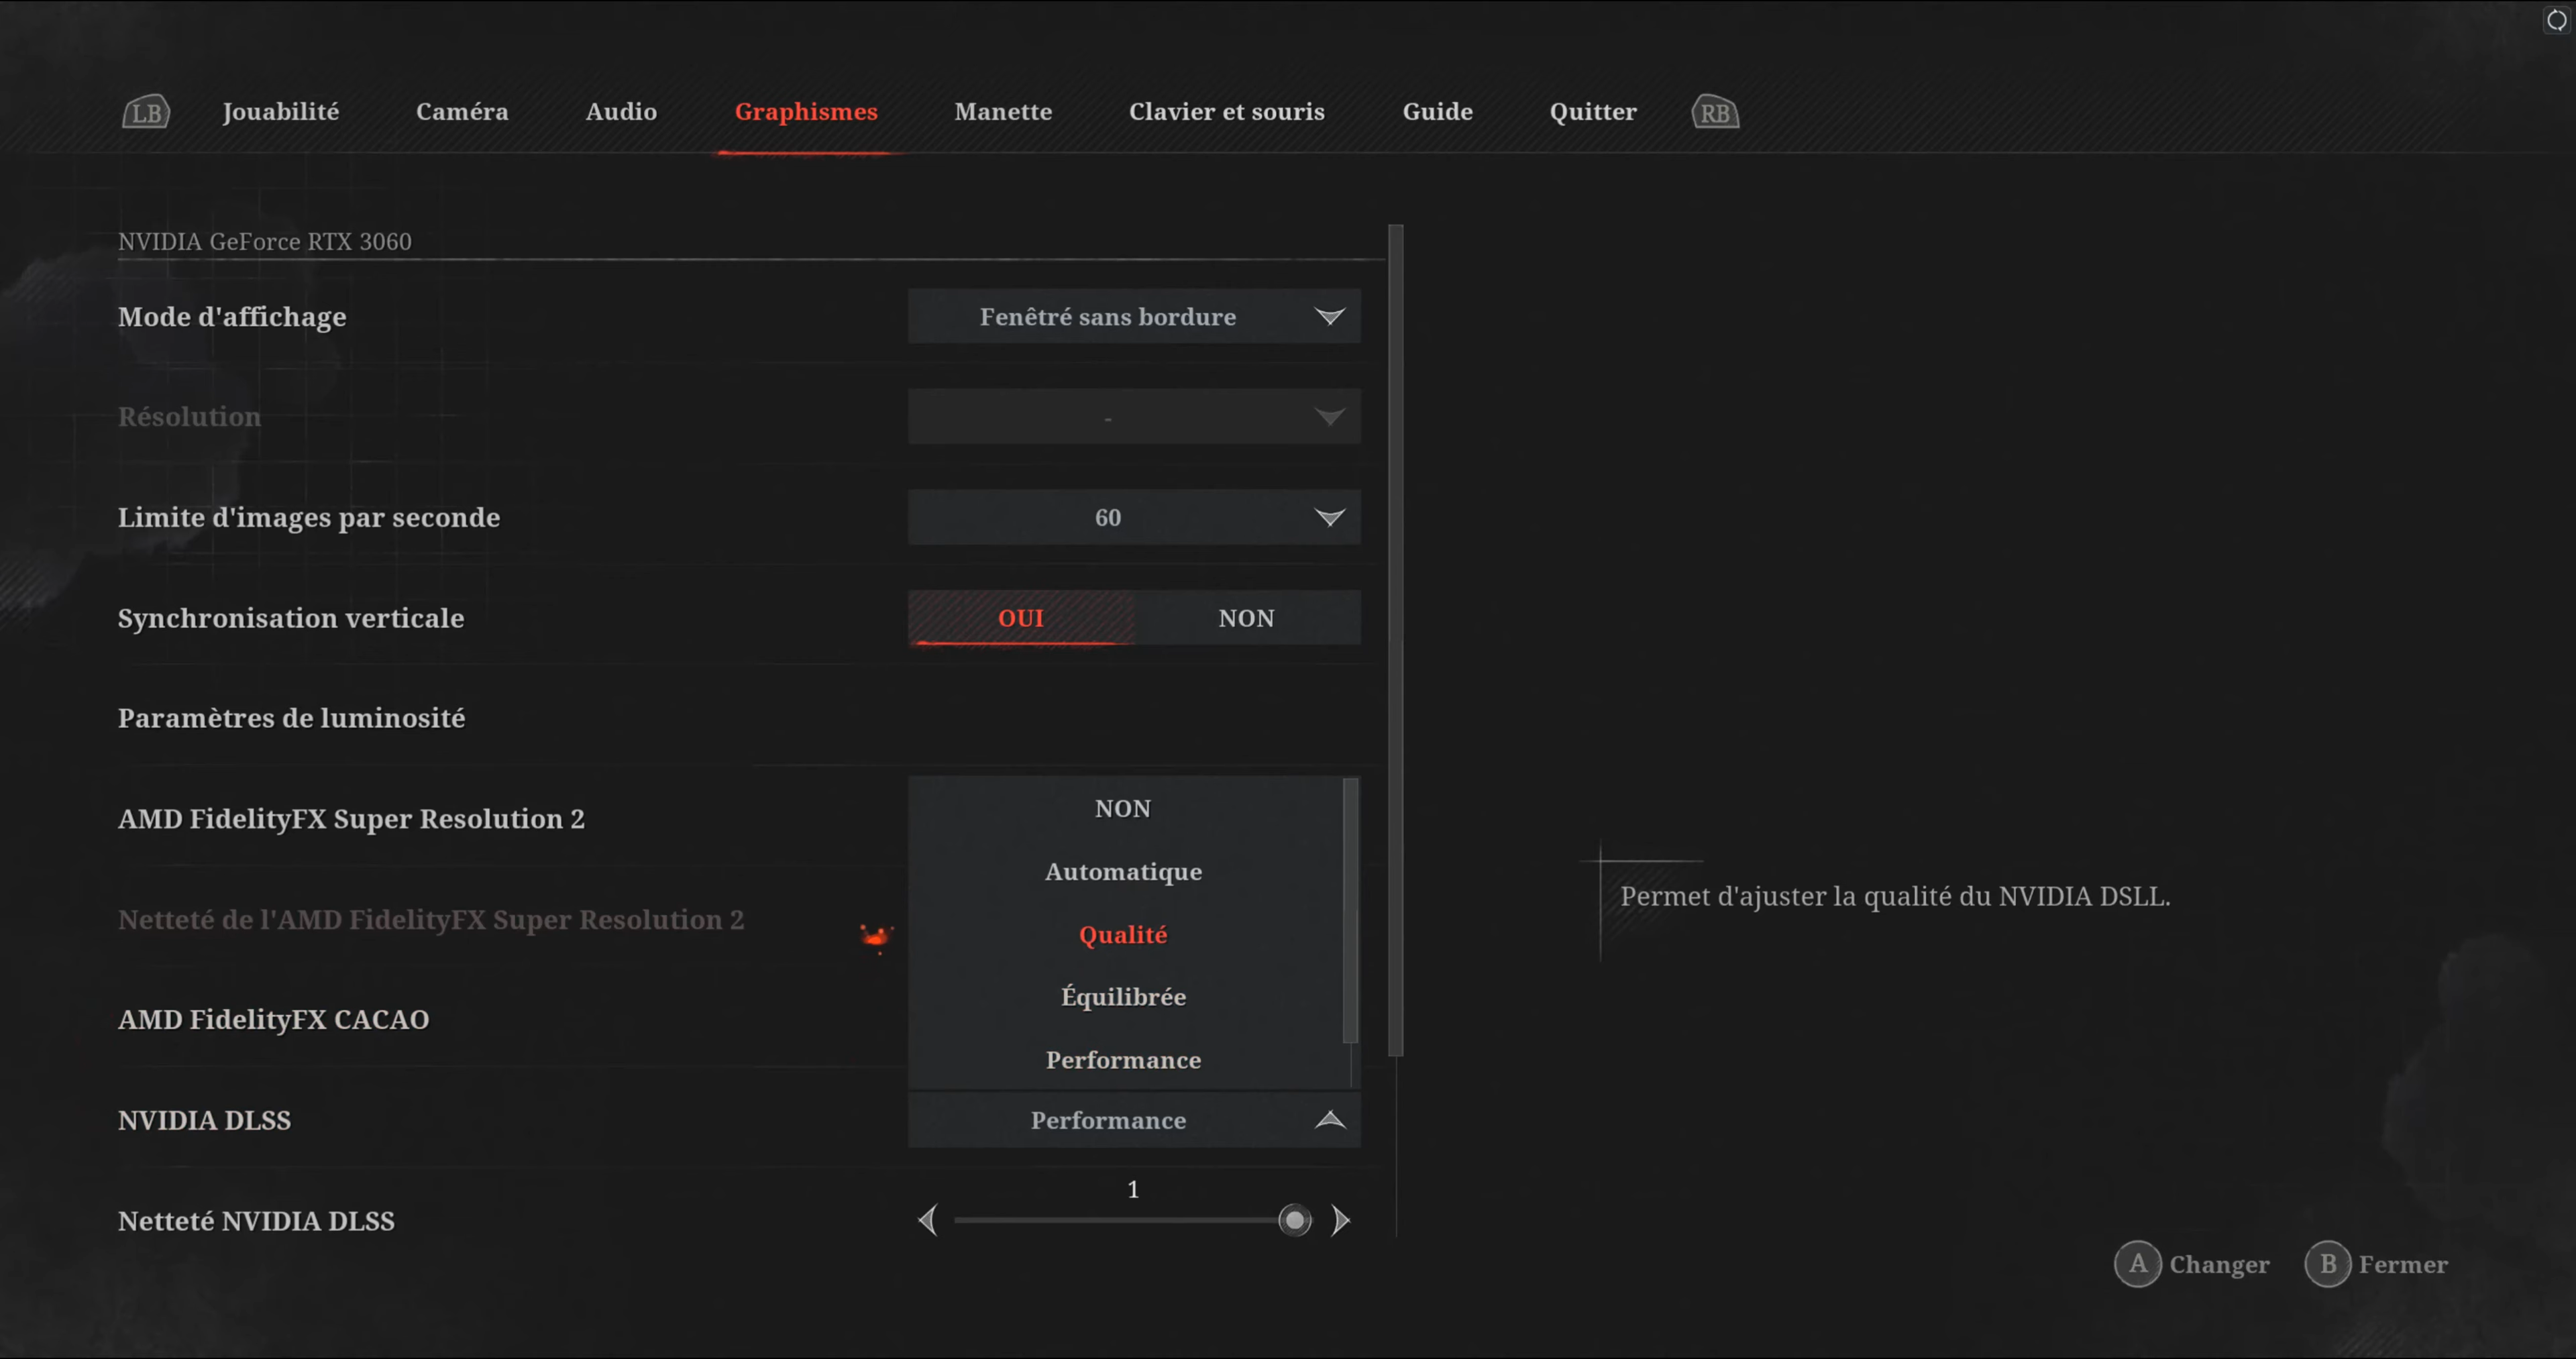 LB Jouabilité Caméra Audio Graphismes Manette Clavier et souris Guide Quitter RB
NVIDIA GeForce RTX 3060
Mode d'affichage Fenêtré sans bordure
Résolution -
Limite d'images par seconde 60
Synchronisation verticale OUI NON
Paramètres de luminosité
AMD FidelityFX Super Resolution 2 NON
Automatique
Netteté de l'AMD FidelityFX Super Resolution 2 Qualité
Permet d'ajuster la qualité du NVIDIA DSLL.
Équilibrée
AMD FidelityFX CACAO
Performance
NVIDIA DLSS Performance
1
Netteté NVIDIA DLSS
A Changer B Fermer